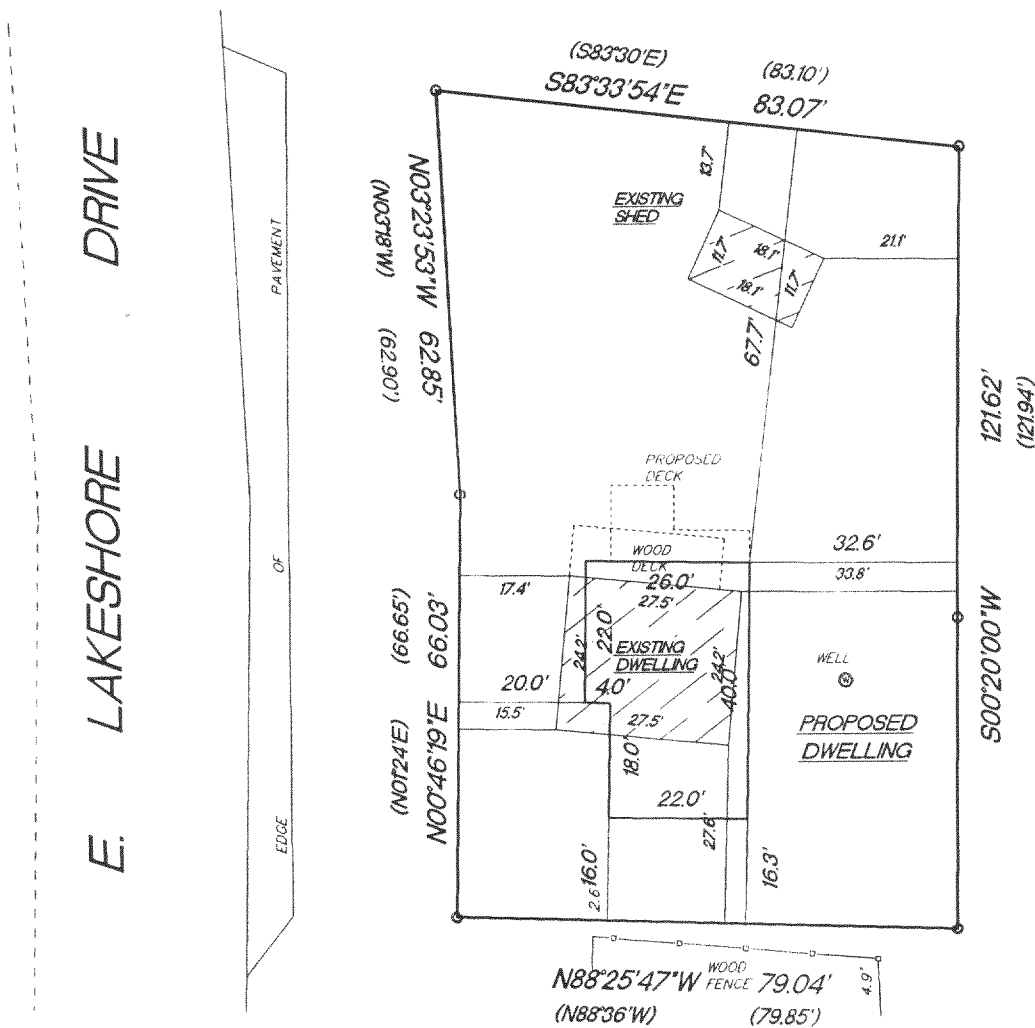 (S83°30'E)
S83°33'54"E
(83.10')
83.07'
E. LAKESHORE DRIVE
EDGE OF PAVEMENT
N03°23'53"W 62.85'
(N03°18'W) (62.90')
13.7'
EXISTING
SHED
11.7'
18.1'
18.1'
11.7'
21.1'
67.7'
121.62'
(121.94')
S00°20'00"W
PROPOSED
DECK
WOOD
DECK
32.6'
33.8'
26.0'
27.5'
17.4'
(66.65')
66.03'
N00°46'19"E
(N01°24'E)
24.2'
22.0'
EXISTING
DWELLING
24.2'
40.0'
20.0'
4.0'
15.5'
27.5'
18.0'
WELL
W
PROPOSED
DWELLING
22.0'
27.6'
2.6
16.0'
16.3'
N88°25'47"W
WOOD
FENCE
79.04'
4.9'
(N88°36'W)
(79.85')